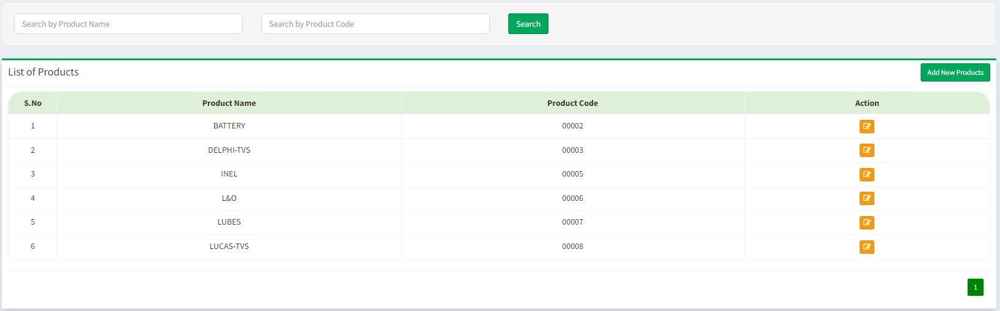 Search by Product Name Search by Product Code Search
List of Products Add New Products
S.No Product Name Product Code Action
1 BATTERY 00002
2 DELPHI-TVS 00003
3 INEL 00005
4 L&O 00006
5 LUBES 00007
6 LUCAS-TVS 00008
1